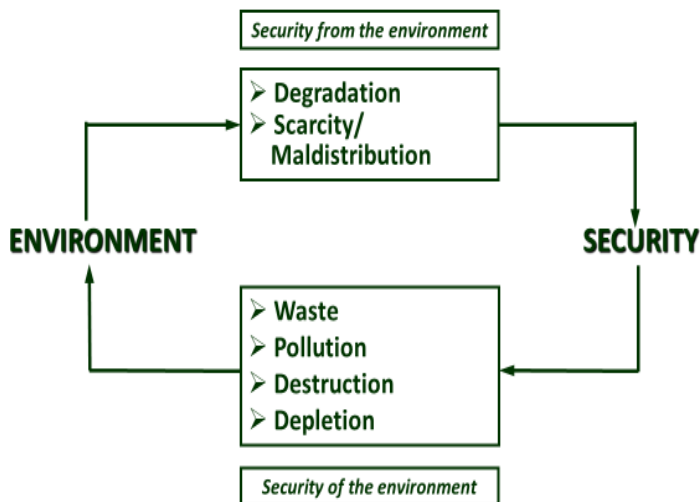 Security from the environment
➢ Degradation
➢ Scarcity/
Maldistribution
ENVIRONMENT
SECURITY
➢ Waste
➢ Pollution
➢ Destruction
➢ Depletion
Security of the environment